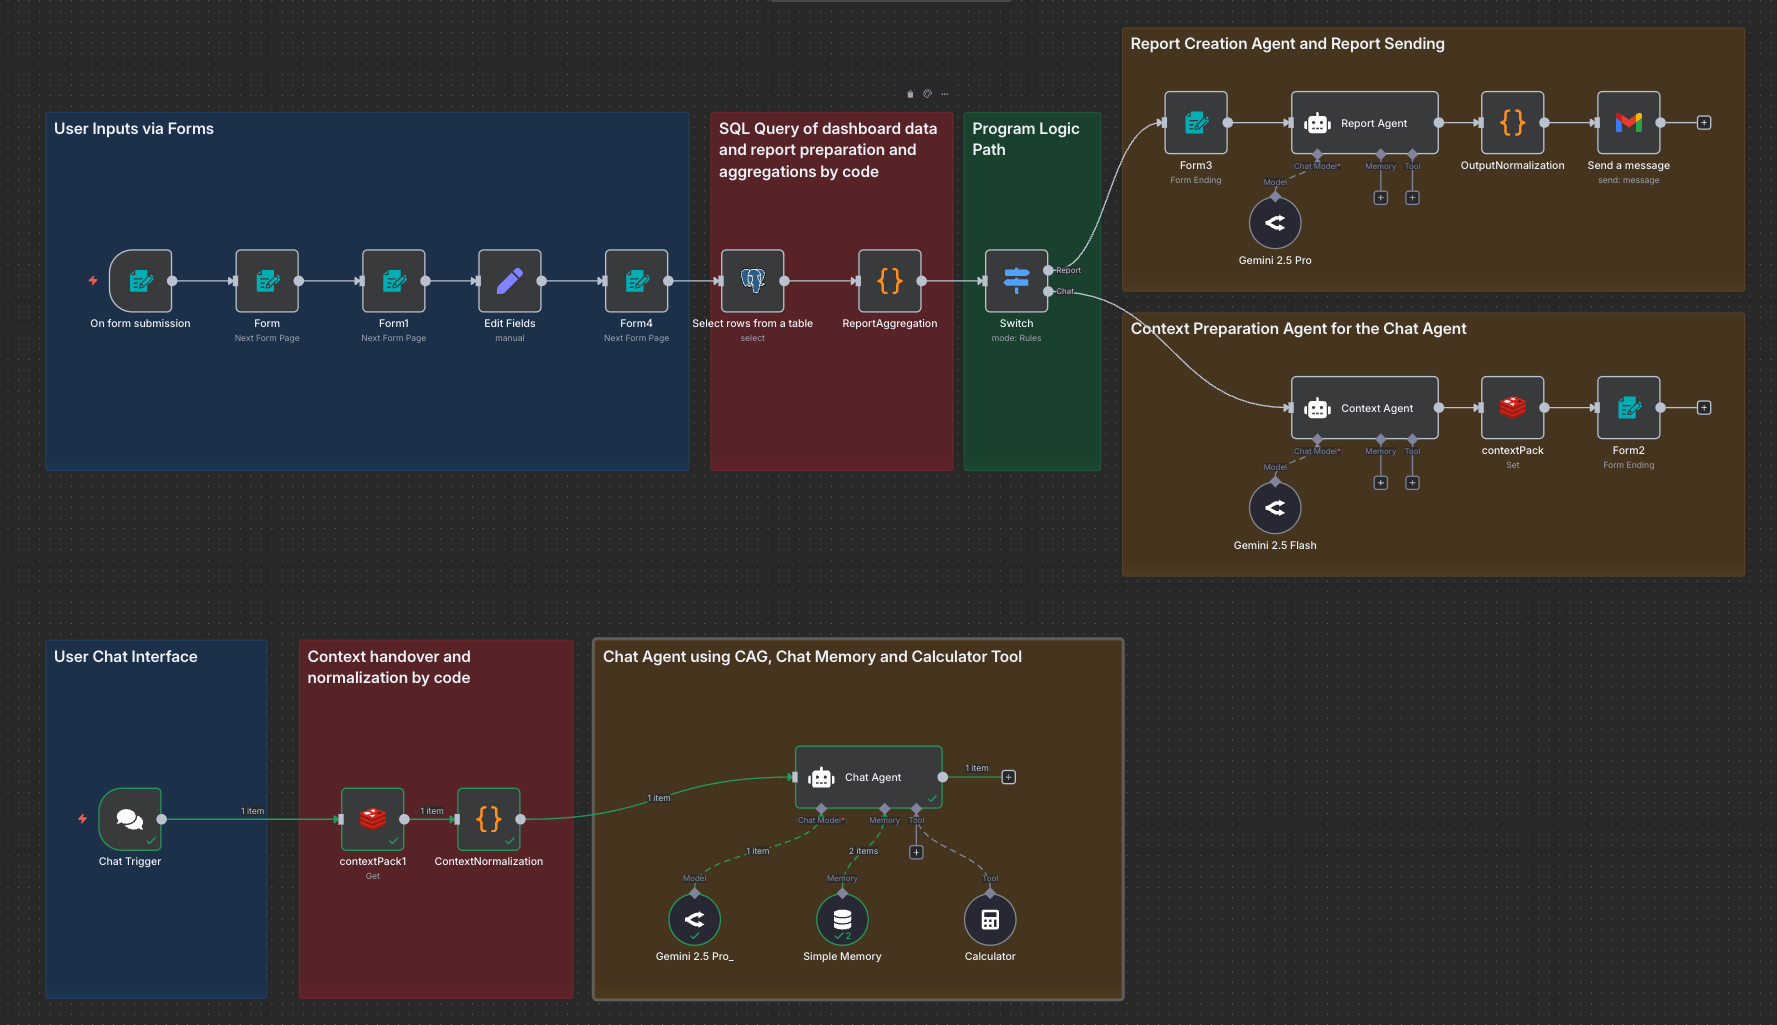 User Inputs via Forms
On form submission
Form
Next Form Page
Form1
Next Form Page
Edit Fields
manual
Form4
Next Form Page
SQL Query of dashboard data
and report preparation and
aggregations by code
Select rows from a table
select
ReportAggregation
Program Logic
Path
Switch
mode: Rules
Report
Chat
Report Creation Agent and Report Sending
Form3
Form Ending
Report Agent
Chat Model*
Memory
Tool
Model
Gemini 2.5 Pro
OutputNormalization
Send a message
send: message
Context Preparation Agent for the Chat Agent
Context Agent
Chat Model*
Memory
Tool
Model
Gemini 2.5 Flash
contextPack
Set
Form2
Form Ending
User Chat Interface
Chat Trigger
1 item
Context handover and
normalization by code
contextPack1
Get
1 item
ContextNormalization
1 item
Chat Agent using CAG, Chat Memory and Calculator Tool
Chat Agent
1 item
Chat Model*
Memory
Tool
1 item
2 items
Model
Memory
Tool
2
Gemini 2.5 Pro_
Simple Memory
Calculator